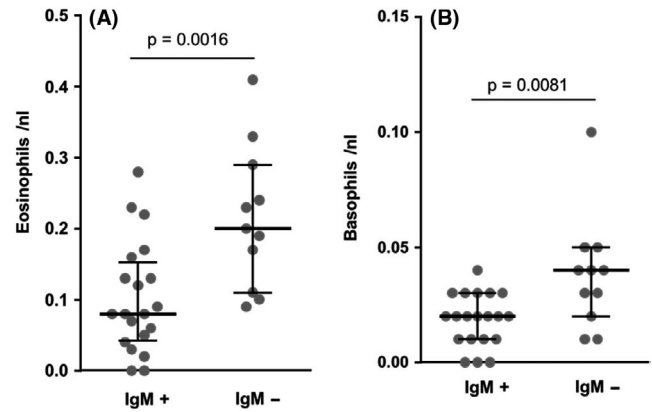 (A)
p = 0.0016
Eosinophils /nl
0.5
0.4
0.3
0.2
0.1
0.0
IgM +
IgM –
(B)
p = 0.0081
Basophils /nl
0.15
0.10
0.05
0.00
IgM +
IgM –